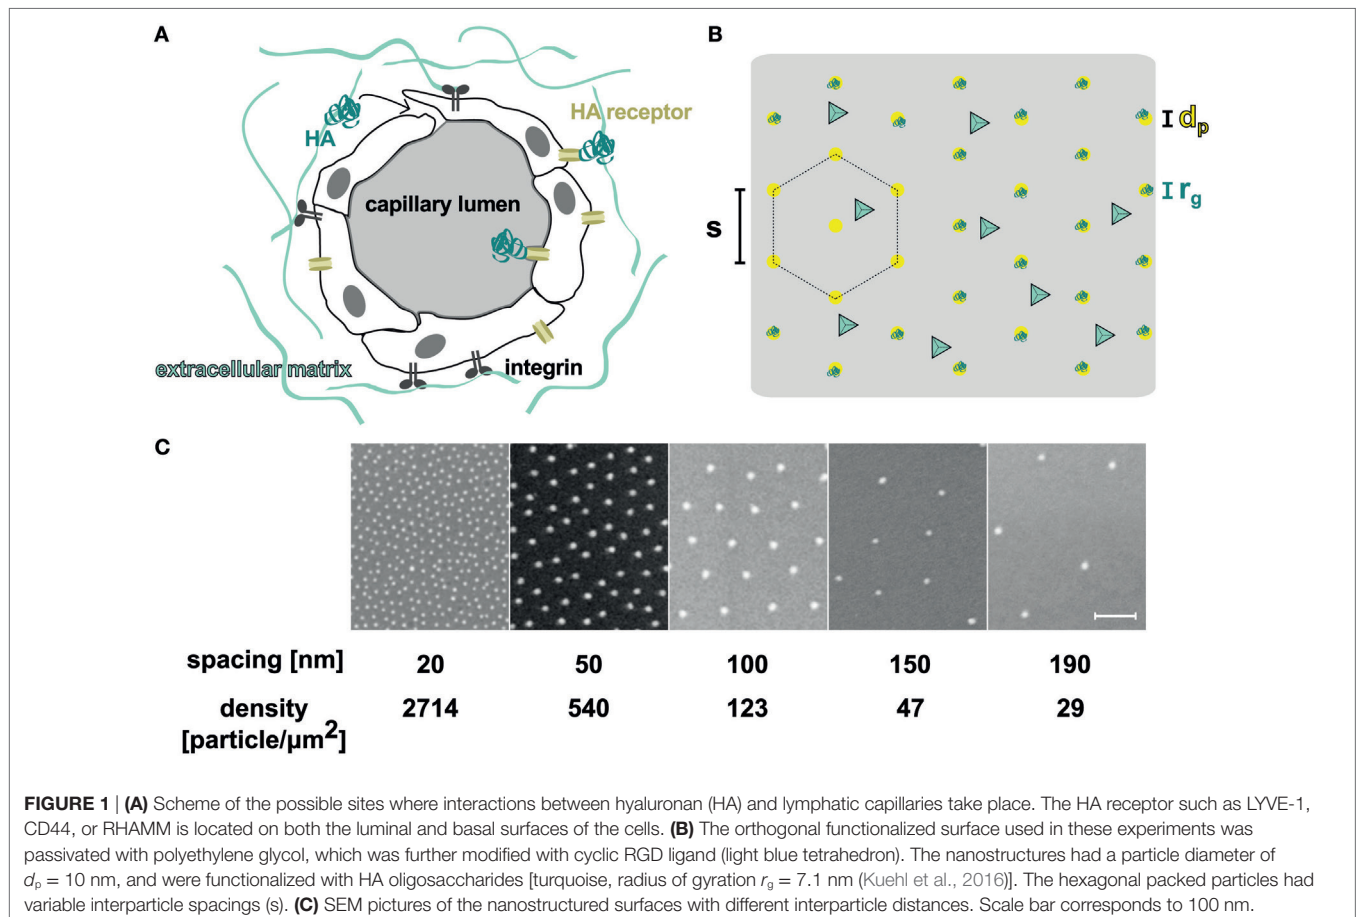 A
HA receptor
HA
capillary lumen
extracellular matrix
integrin
B
dp
rg
s
C
spacing [nm] 20 50 100 150 190
density 2714 540 123 47 29
[particle/µm2]
FIGURE 1 | (A) Scheme of the possible sites where interactions between hyaluronan (HA) and lymphatic capillaries take place. The HA receptor such as LYVE-1,
CD44, or RHAMM is located on both the luminal and basal surfaces of the cells. (B) The orthogonal functionalized surface used in these experiments was
passivated with polyethylene glycol, which was further modified with cyclic RGD ligand (light blue tetrahedron). The nanostructures had a particle diameter of
dp = 10 nm, and were functionalized with HA oligosaccharides [turquoise, radius of gyration rg = 7.1 nm (Kuehl et al., 2016)]. The hexagonal packed particles had
variable interparticle spacings (s). (C) SEM pictures of the nanostructured surfaces with different interparticle distances. Scale bar corresponds to 100 nm.